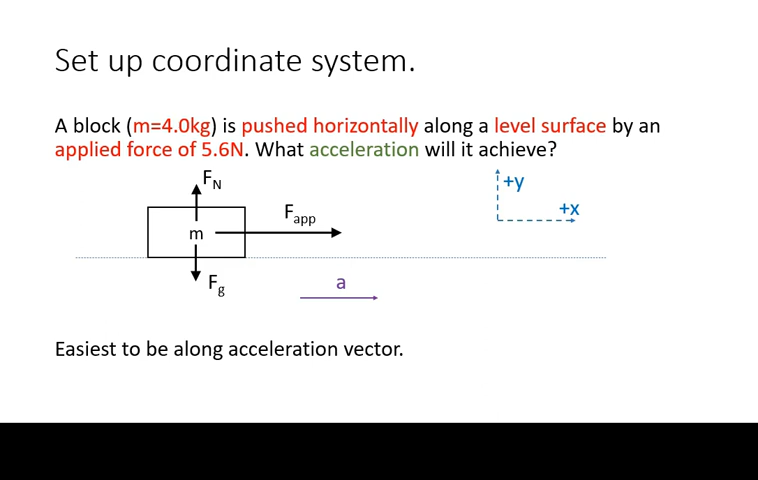 Set up coordinate system.
A block (m=4.0kg) is pushed horizontally along a level surface by an
applied force of 5.6N. What acceleration will it achieve?
FN
+y
Fapp
+x
m
Fg
a
Easiest to be along acceleration vector.